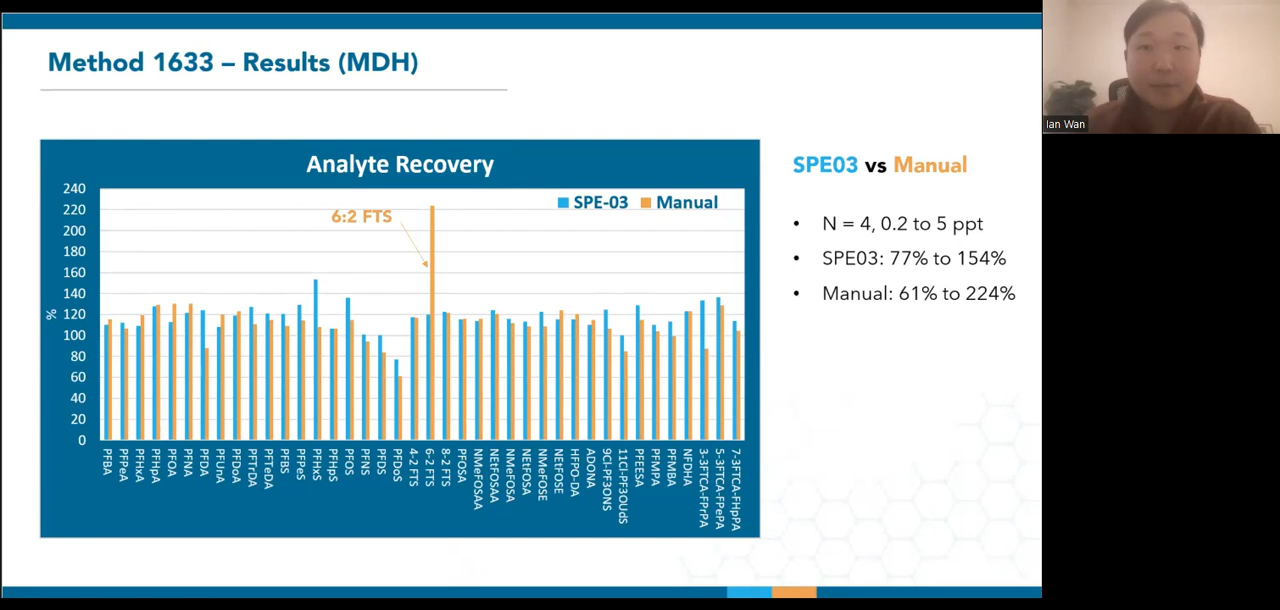 Method 1633 – Results (MDH)
Ian Wan
Analyte Recovery
SPE-03 Manual
6:2 FTS
240
220
200
180
160
140
120
100
80
60
40
20
0
%
PFBA
PFPeA
PFHxA
PFHpA
PFOA
PFNA
PFDA
PFUnA
PFDoA
PFTrDA
PFTeDA
PFBS
PFPeS
PFHxS
PFHpS
PFOS
PFNS
PFDS
PFDoS
4-2 FTS
6-2 FTS
8-2 FTS
PFOSA
NMeFOSAA
NEtFOSAA
NMeFOSA
NEtFOSA
NMeFOSE
NEtFOSE
HFPO-DA
ADONA
9Cl-PF3ONS
11Cl-PF3OUdS
PFEESA
PFMPA
PFMBA
NFDHA
3-3FTCA-FPrPA
5-3FTCA-FPePA
7-3FTCA-FHpPA
SPE03 vs Manual
• N = 4, 0.2 to 5 ppt
• SPE03: 77% to 154%
• Manual: 61% to 224%